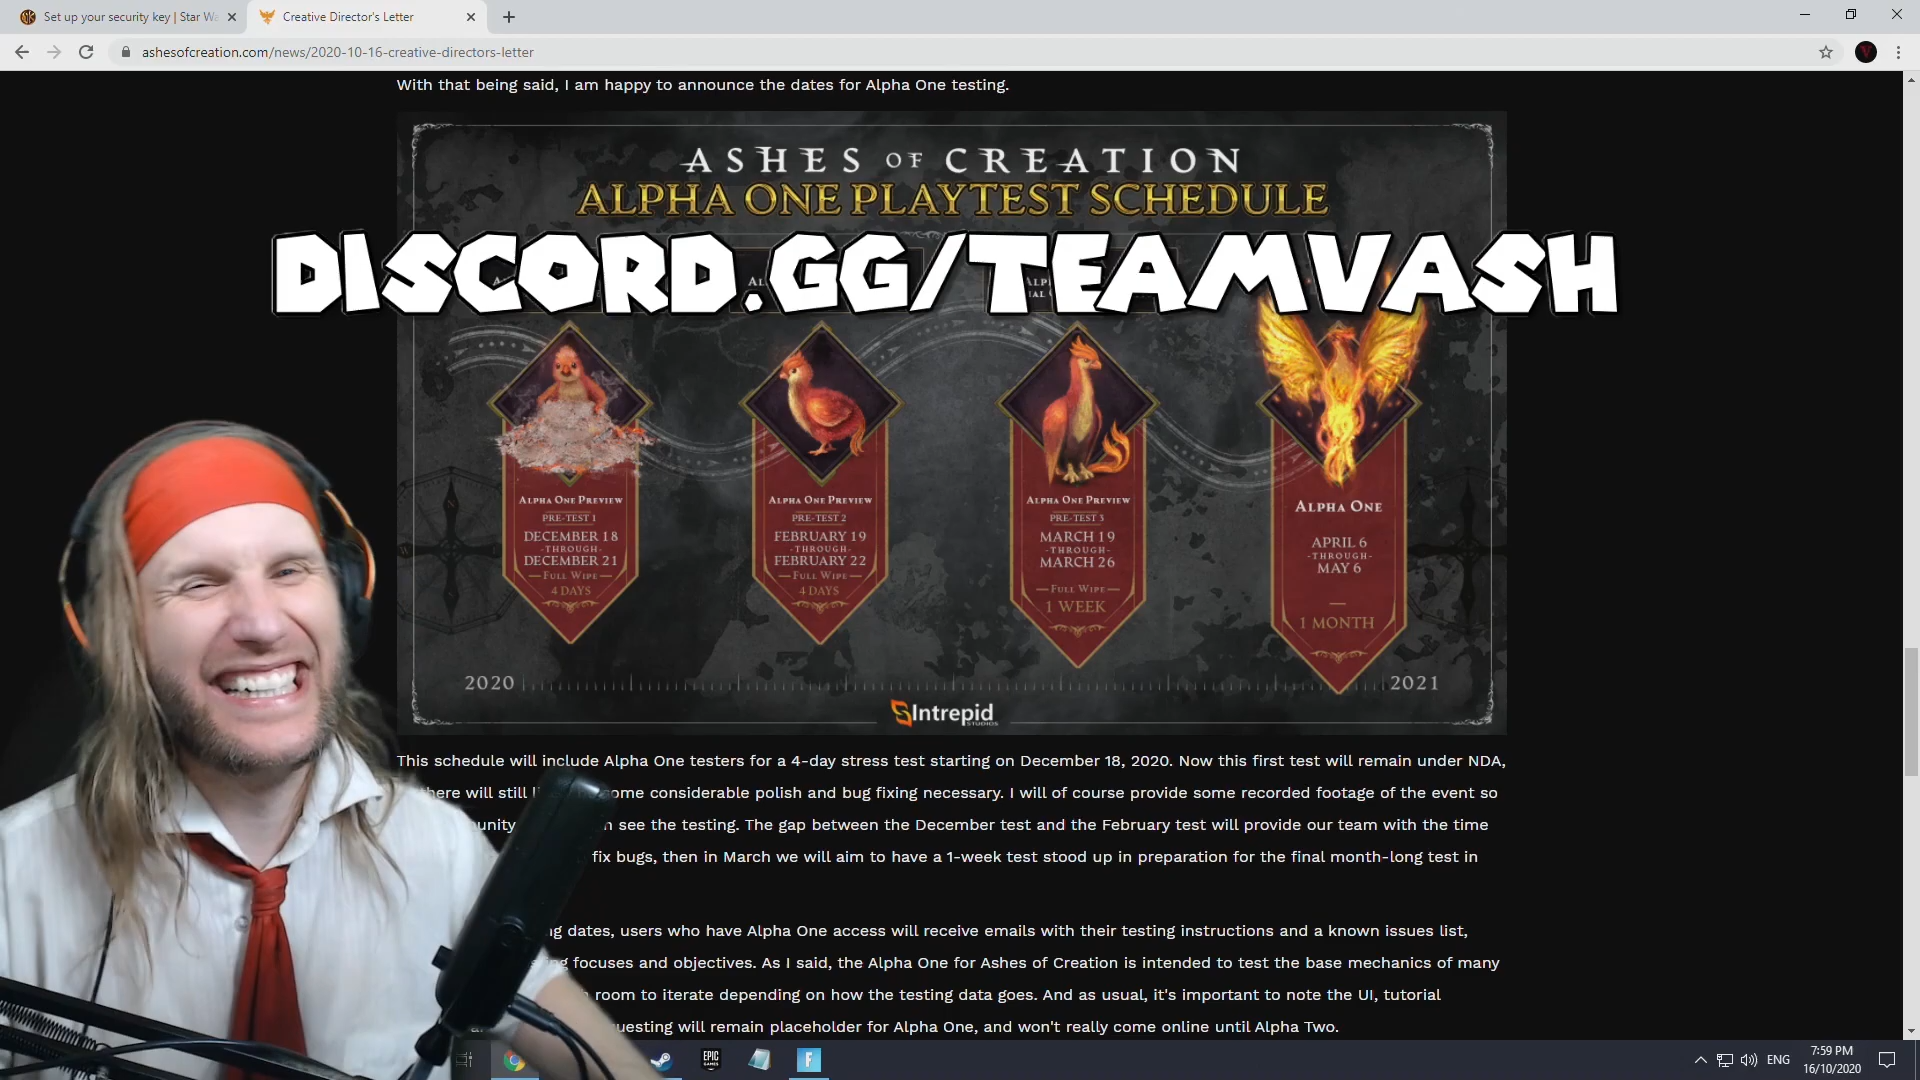 Set up your security key | Star Wa
Creative Director's Letter
ashesofcreation.com/news/2020-10-16-creative-directors-letter
With that being said, I am happy to announce the dates for Alpha One testing.
ASHES OF CREATION
ALPHA ONE PLAYTEST SCHEDULE
DISCORD.GG/TEAMVASH
ALPHA ONE PREVIEW
PRE-TEST 1
DECEMBER 18
-THROUGH-
DECEMBER 21
FULL WIPE
4 DAYS
ALPHA ONE PREVIEW
PRE-TEST 2
FEBRUARY 19
-THROUGH-
FEBRUARY 22
FULL WIPE
4 DAYS
ALPHA ONE PREVIEW
PRE-TEST 3
MARCH 19
-THROUGH-
MARCH 26
FULL WIPE
1 WEEK
ALPHA ONE
APRIL 6
-THROUGH-
MAY 6
1 MONTH
2020
2021
Intrepid
STUDIOS
This schedule will include Alpha One testers for a 4-day stress test starting on December 18, 2020. Now this first test will remain under NDA,
there will still ome considerable polish and bug fixing necessary. I will of course provide some recorded footage of the event so
unity n see the testing. The gap between the December test and the February test will provide our team with the time
fix bugs, then in March we will aim to have a 1-week test stood up in preparation for the final month-long test in
g dates, users who have Alpha One access will receive emails with their testing instructions and a known issues list,
ng focuses and objectives. As I said, the Alpha One for Ashes of Creation is intended to test the base mechanics of many
room to iterate depending on how the testing data goes. And as usual, it's important to note the UI, tutorial
uesting will remain placeholder for Alpha One, and won't really come online until Alpha Two.
EPIC
GAMES
ENG
7:59 PM
16/10/2020